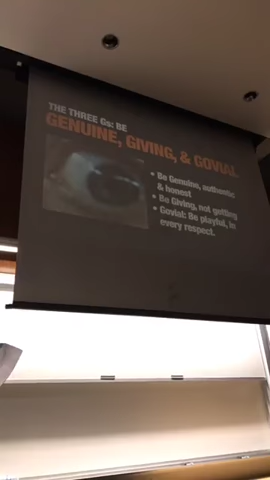 THE THREE Gs: BE
GENUINE, GIVING, & GOVIAL
• Be Genuine, authentic
& honest
• Be Giving, not getting
• Govial: Be playful, in
every respect.